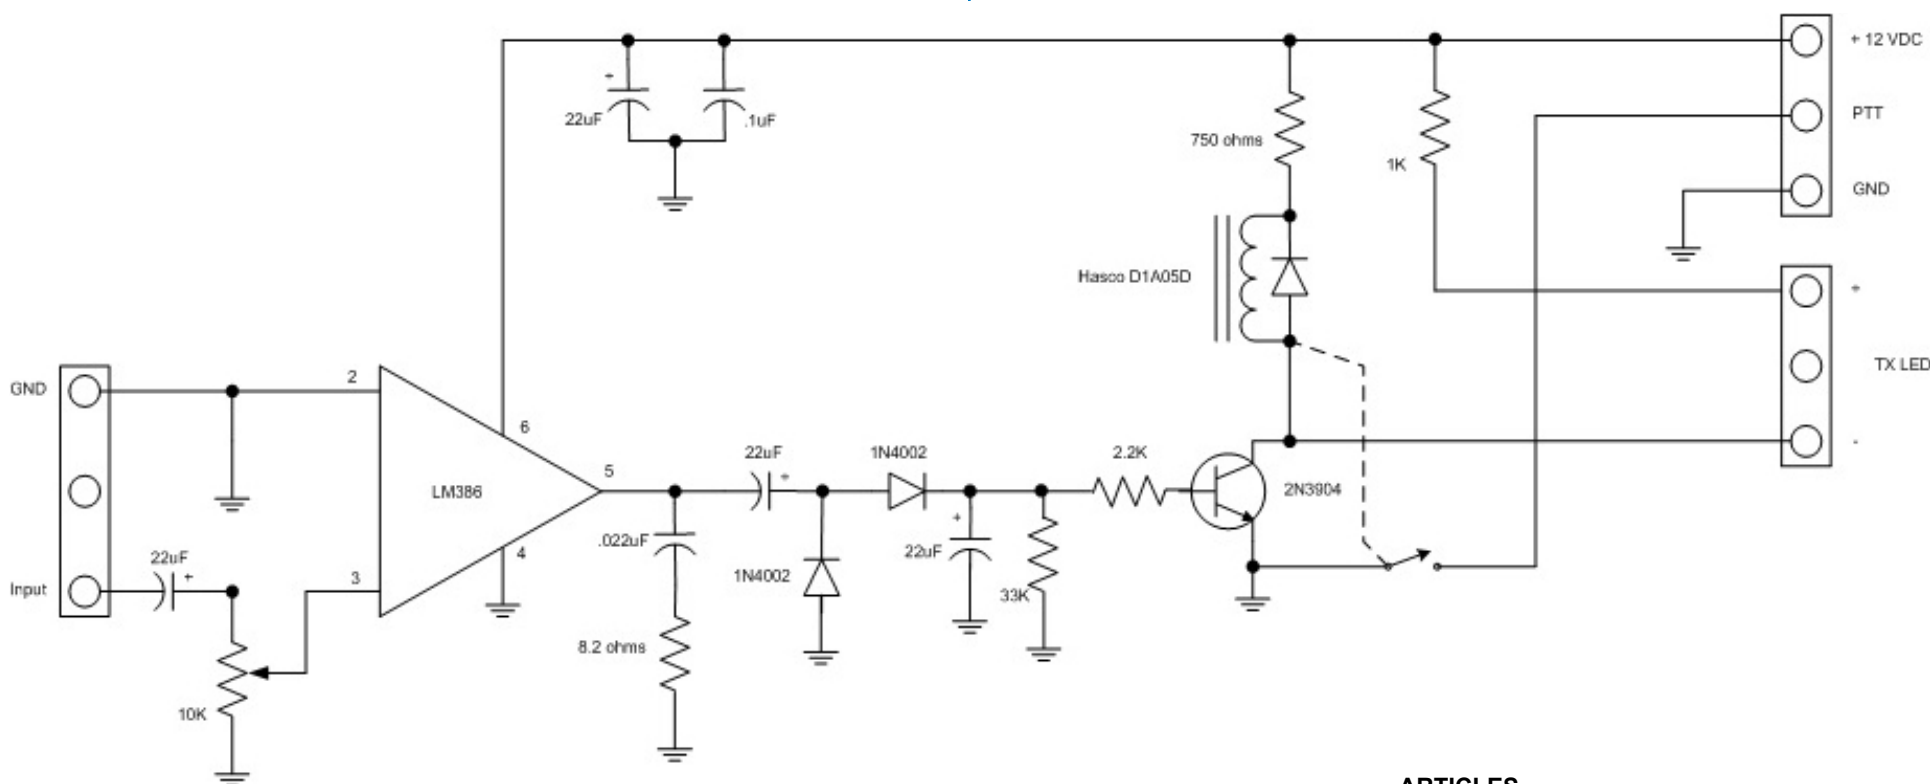 + 12 VDC
+
22uF
.1uF
PTT
750 ohms
1K
GND
Hasco D1A05D
+
TX LED
GND
2
6
22uF
+
1N4002
2.2K
-
5
LM386
2N3904
.022uF
+
22uF
4
22uF
+
3
1N4002
Input
33K
8.2 ohms
10K
ARTICLES